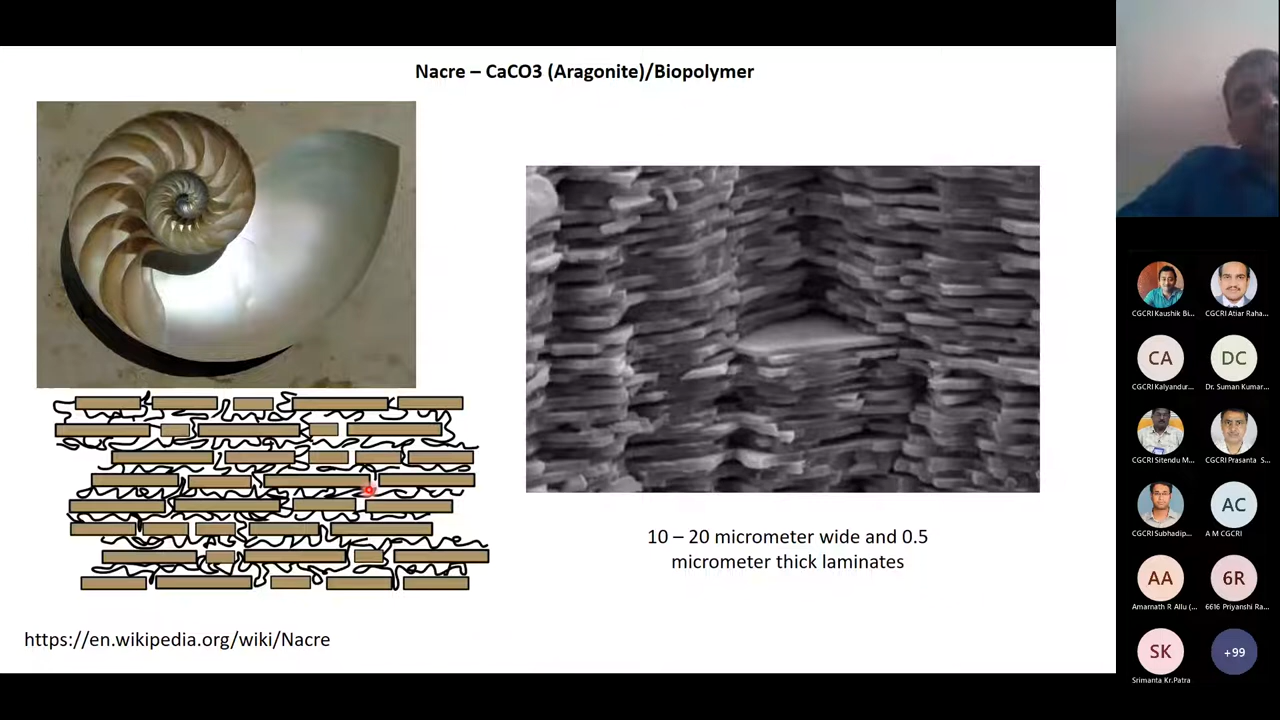 Nacre – CaCO3 (Aragonite)/Biopolymer
10 – 20 micrometer wide and 0.5
micrometer thick laminates
https://en.wikipedia.org/wiki/Nacre
CGCRI Kaushik Bi...
CGCRI Atiar Raha...
CA
DC
CGCRI Kalyandur...
Dr. Suman Kumar...
CGCRI Sitendu M...
CGCRI Prasanta S...
AC
CGCRI Subhadip...
A M CGCRI
AA
6R
Amarnath R Allu (...
6616 Priyanshi Ra...
SK
+99
Srimanta Kr.Patra